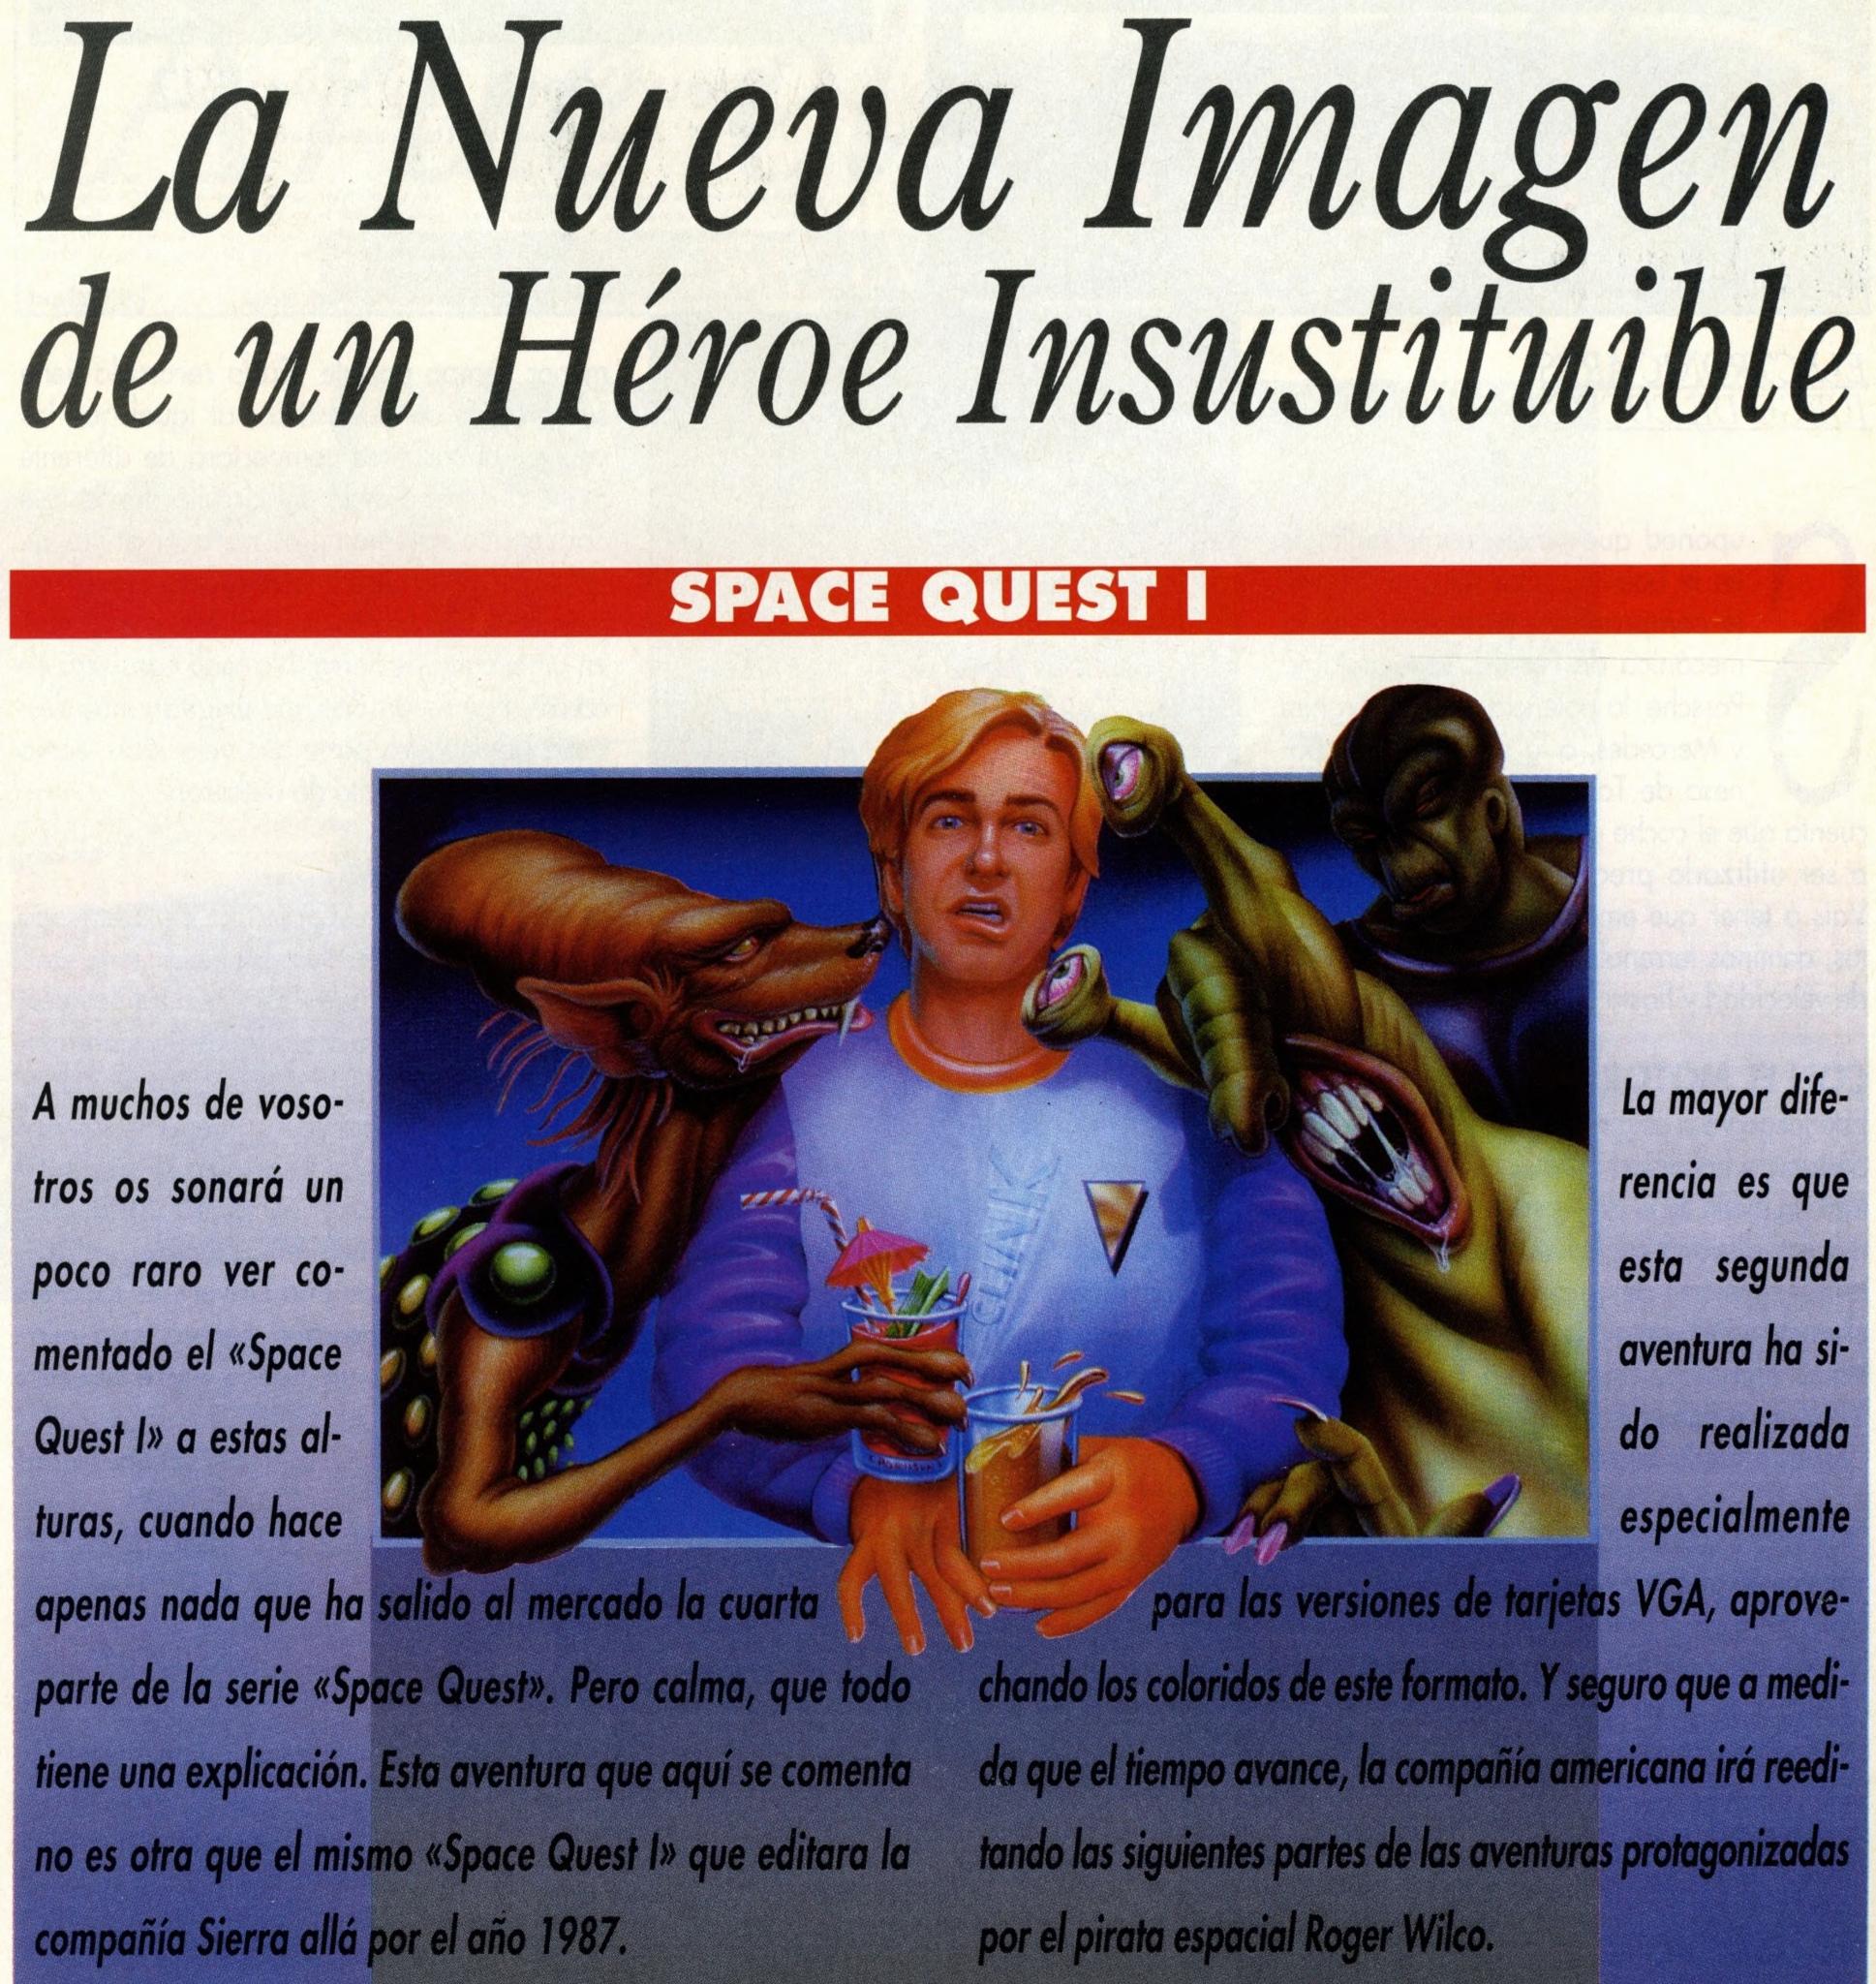 La Nueva Imagen
de un Héroe Insustituible
SPACE QUEST I
A muchos de voso-
tros os sonará un
poco raro ver co-
mentado el «Space
Quest I» a estas al-
turas, cuando hace
apenas nada que ha salido al mercado la cuarta
parte de la serie «Space Quest». Pero calma, que todo
tiene una explicación. Esta aventura que aquí se comenta
no es otra que el mismo «Space Quest I» que editara la
compañía Sierra allá por el año 1987.
La mayor dife-
rencia es que
esta segunda
aventura ha si-
do realizada
especialmente
para las versiones de tarjetas VGA, aprove-
chando los coloridos de este formato. Y seguro que a medi-
da que el tiempo avance, la compañía americana irá reedi-
tando las siguientes partes de las aventuras protagonizadas
por el pirata espacial Roger Wilco.
CLINK